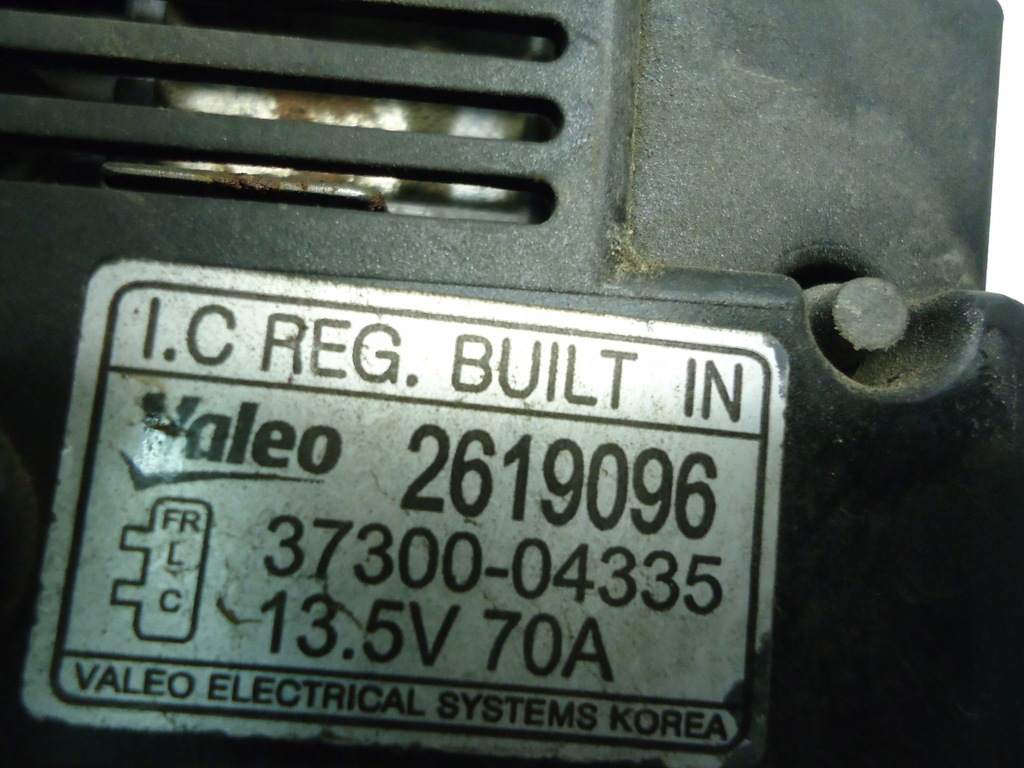 I.C REG. BUILT IN
Valeo 2619096
FR
L
C
37300-04335
13.5V 70A
VALEO ELECTRICAL SYSTEMS KOREA